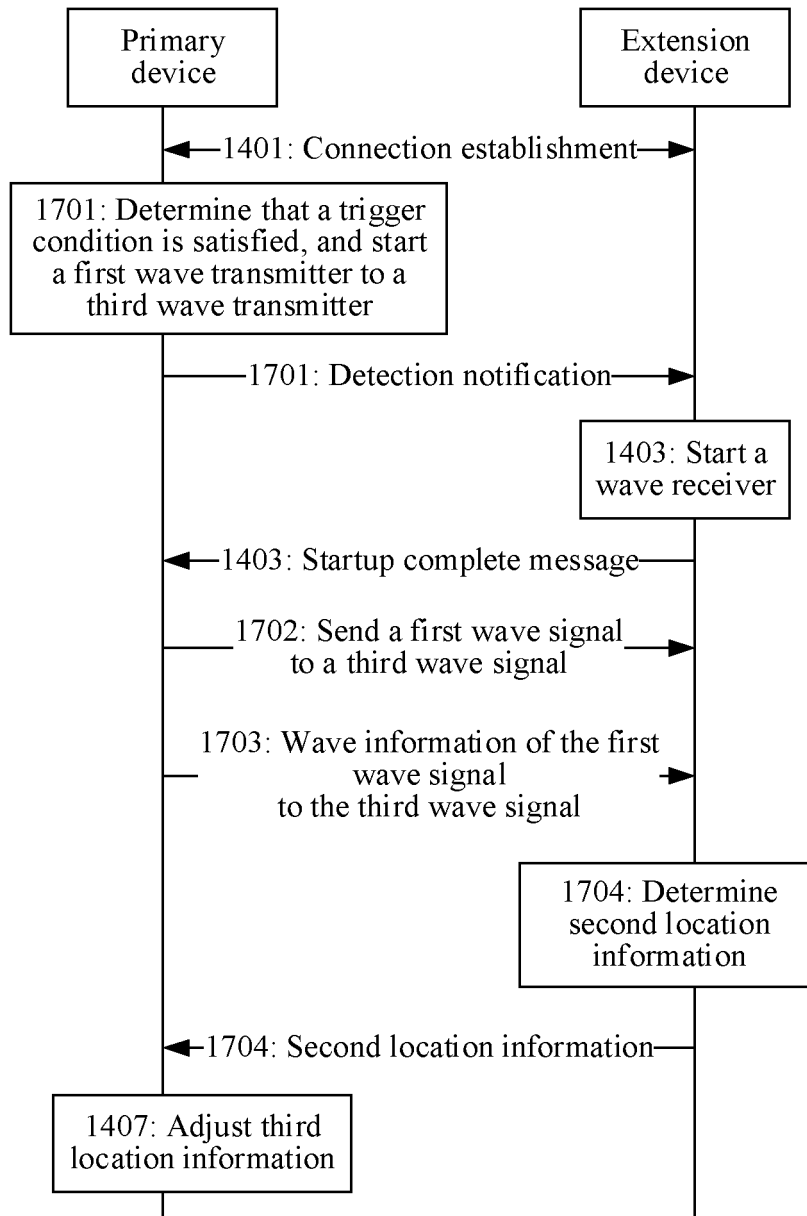 Primary
device
Extension
device
1401: Connection establishment
1701: Determine that a trigger
condition is satisfied, and start
a first wave transmitter to a
third wave transmitter
1701: Detection notification
1403: Start a
wave receiver
1403: Startup complete message
1702: Send a first wave signal
to a third wave signal
1703: Wave information of the first
wave signal
to the third wave signal
1704: Determine
second location
information
1704: Second location information
1407: Adjust third
location information